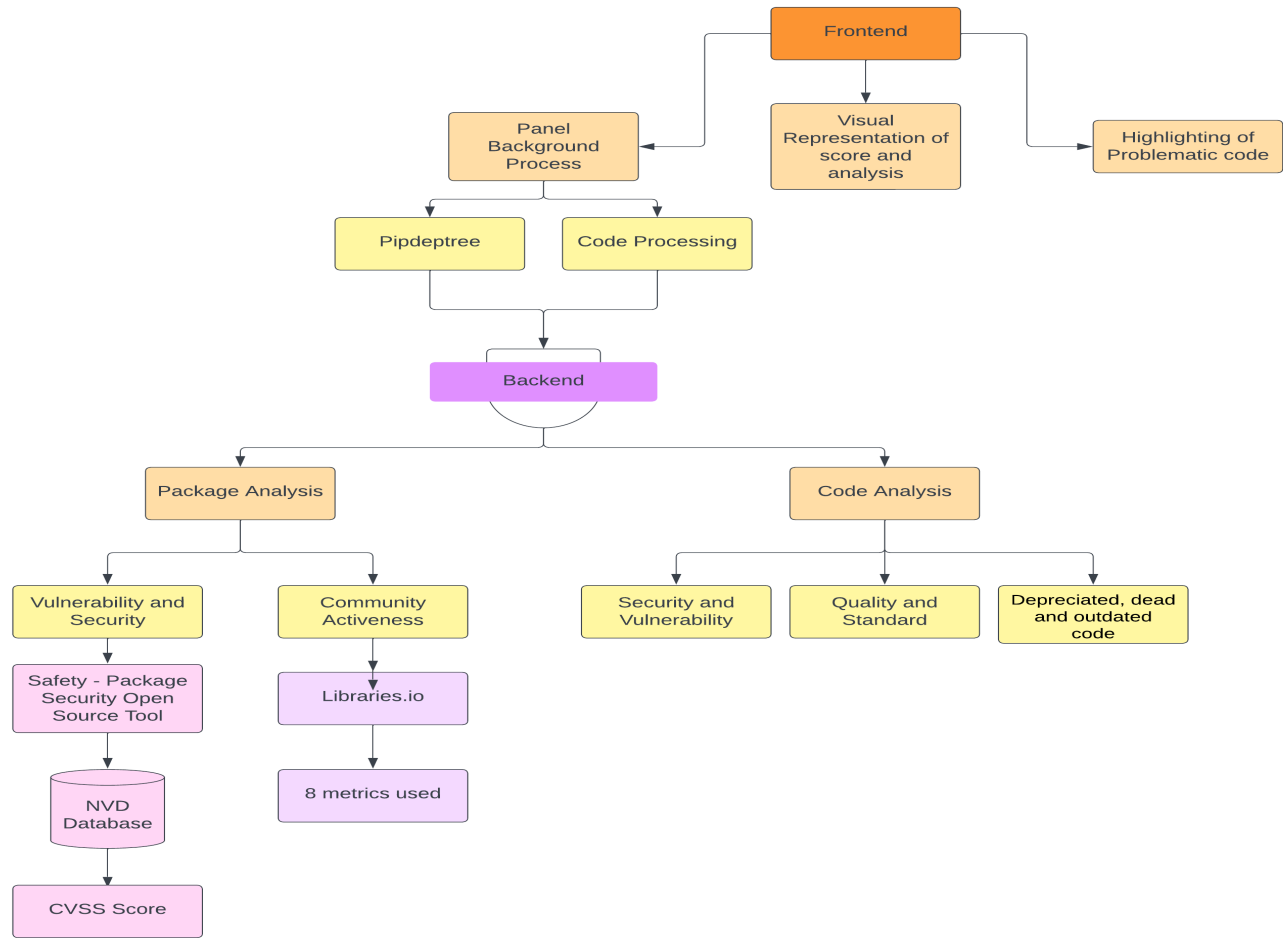 Frontend
Panel
Background
Process
Visual
Representation of
score and
analysis
Highlighting of
Problematic code
Pipdeptree
Code Processing
Backend
Package Analysis
Code Analysis
Vulnerability and
Security
Community
Activeness
Security and
Vulnerability
Quality and
Standard
Depreciated, dead
and outdated
code
Safety - Package
Security Open
Source Tool
Libraries.io
NVD
Database
8 metrics used
CVSS Score